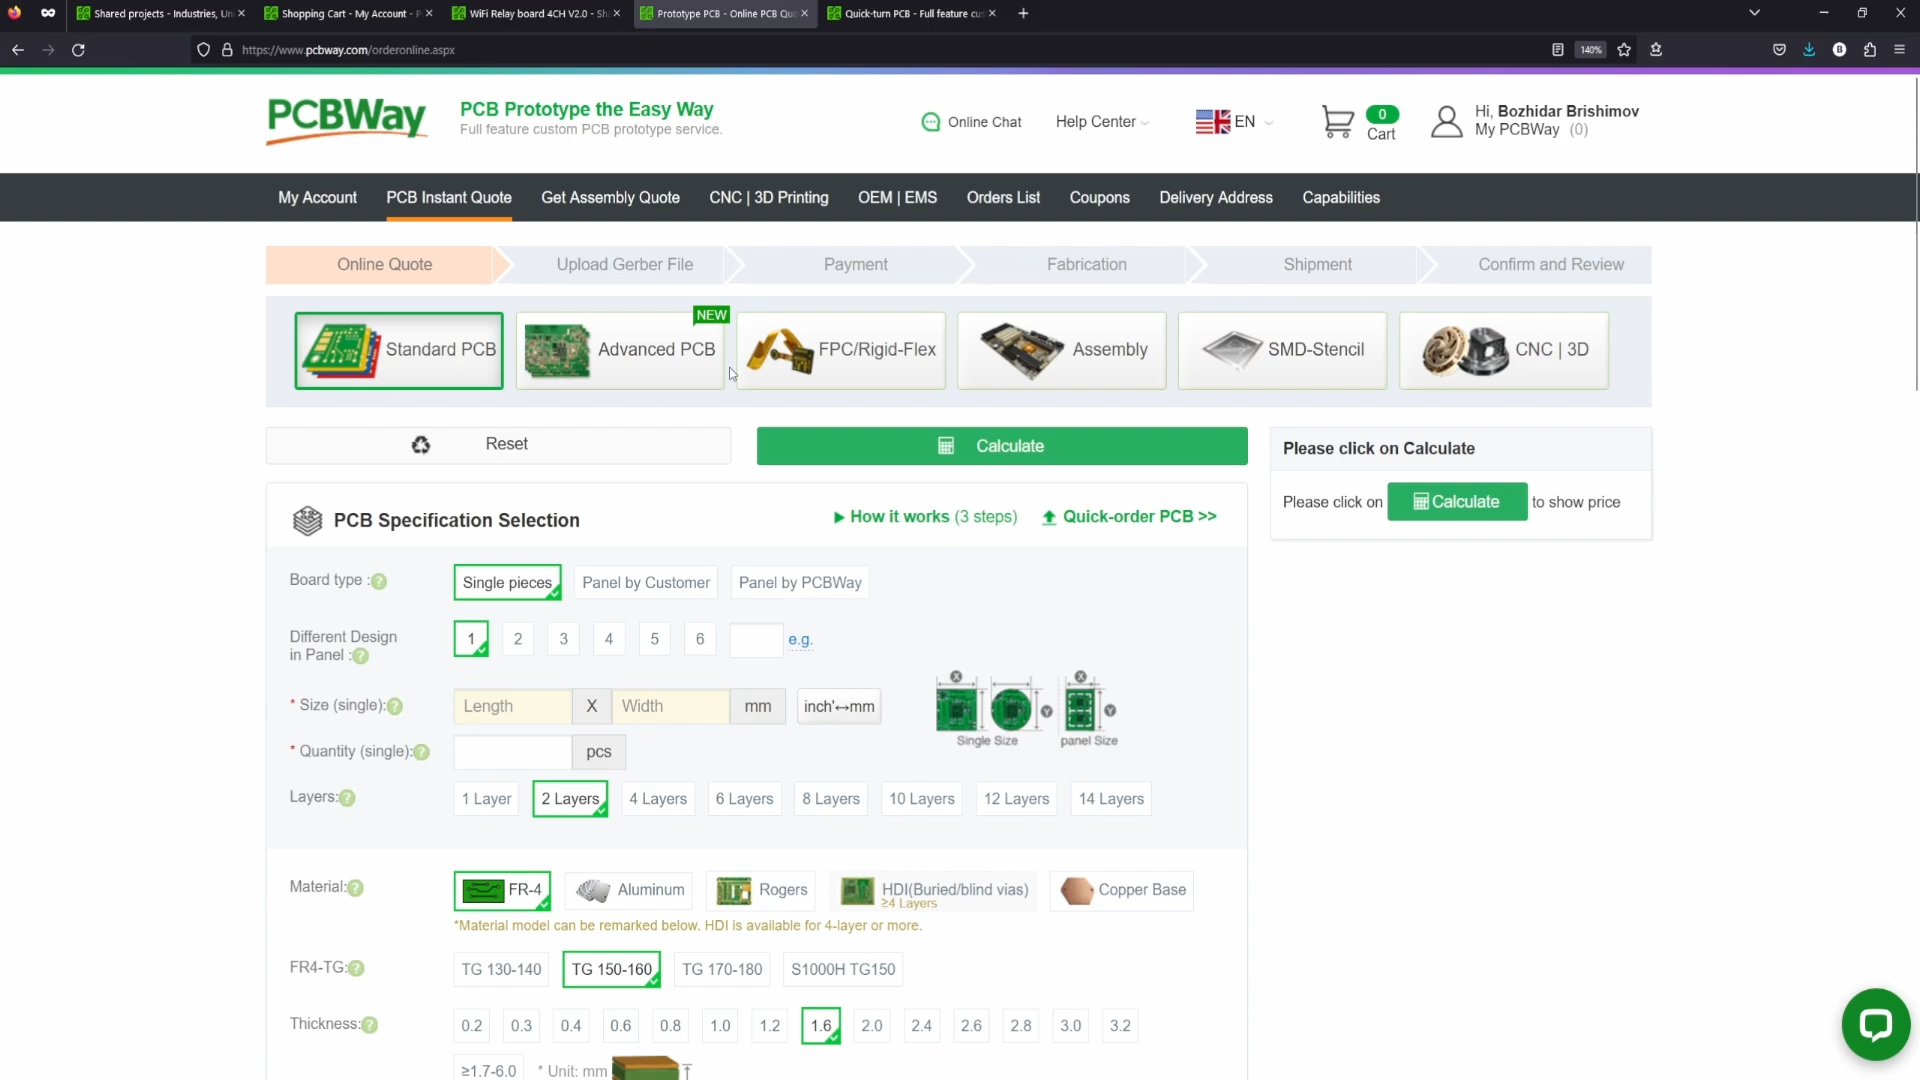 Shared projects - Industries, Un
Shopping Cart - My Account - P
WiFi Relay board 4CH V2.0 - Sh
Prototype PCB - Online PCB Quo
Quick-turn PCB - Full feature cus
https://www.pcbway.com/orderonline.aspx
140%
PCBWay
PCB Prototype the Easy Way
Full feature custom PCB prototype service.
Online Chat
Help Center
EN
0
Cart
Hi, Bozhidar Brishimov
My PCBWay (0)
My Account
PCB Instant Quote
Get Assembly Quote
CNC | 3D Printing
OEM | EMS
Orders List
Coupons
Delivery Address
Capabilities
Online Quote
Upload Gerber File
Payment
Fabrication
Shipment
Confirm and Review
Standard PCB
NEW
Advanced PCB
FPC/Rigid-Flex
Assembly
SMD-Stencil
CNC | 3D
Reset
Calculate
Please click on Calculate
Please click on Calculate to show price
PCB Specification Selection
How it works (3 steps)
Quick-order PCB >>
Board type :?
Single pieces
Panel by Customer
Panel by PCBWay
Different Design
in Panel :?
1
2
3
4
5
6
e.g.
* Size (single):?
Length
X
Width
mm
inch'↔mm
X
X
Y
Y
Single Size
panel Size
* Quantity (single):?
pcs
Layers:?
1 Layer
2 Layers
4 Layers
6 Layers
8 Layers
10 Layers
12 Layers
14 Layers
Material:?
FR-4
Aluminum
Rogers
HDI(Buried/blind vias)
≥4 Layers
Copper Base
*Material model can be remarked below. HDI is available for 4-layer or more.
FR4-TG:?
TG 130-140
TG 150-160
TG 170-180
S1000H TG150
Thickness:?
0.2
0.3
0.4
0.6
0.8
1.0
1.2
1.6
2.0
2.4
2.6
2.8
3.0
3.2
≥1.7-6.0
* Unit: mm